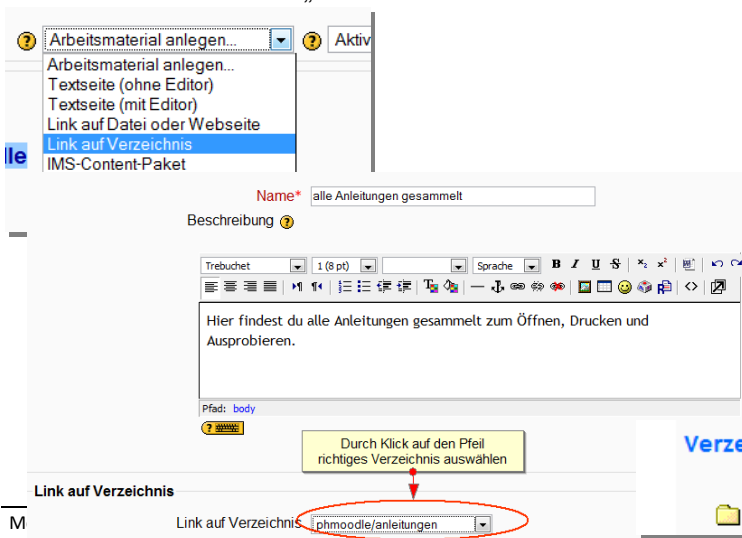 „
Arbeitsmaterial anlegen... Aktiv
Arbeitsmaterial anlegen...
Textseite (ohne Editor)
Textseite (mit Editor)
Link auf Datei oder Webseite
Link auf Verzeichnis
IMS-Content-Paket
lle
Name* alle Anleitungen gesammelt
Beschreibung
Trebuchet 1 (8 pt) Sprache B I U S
Hier findest du alle Anleitungen gesammelt zum Öffnen, Drucken und
Ausprobieren.
Pfad: body
Durch Klick auf den Pfeil
richtiges Verzeichnis auswählen
Verze
Link auf Verzeichnis
M
Link auf Verzeichnis phmoodle/anleitungen